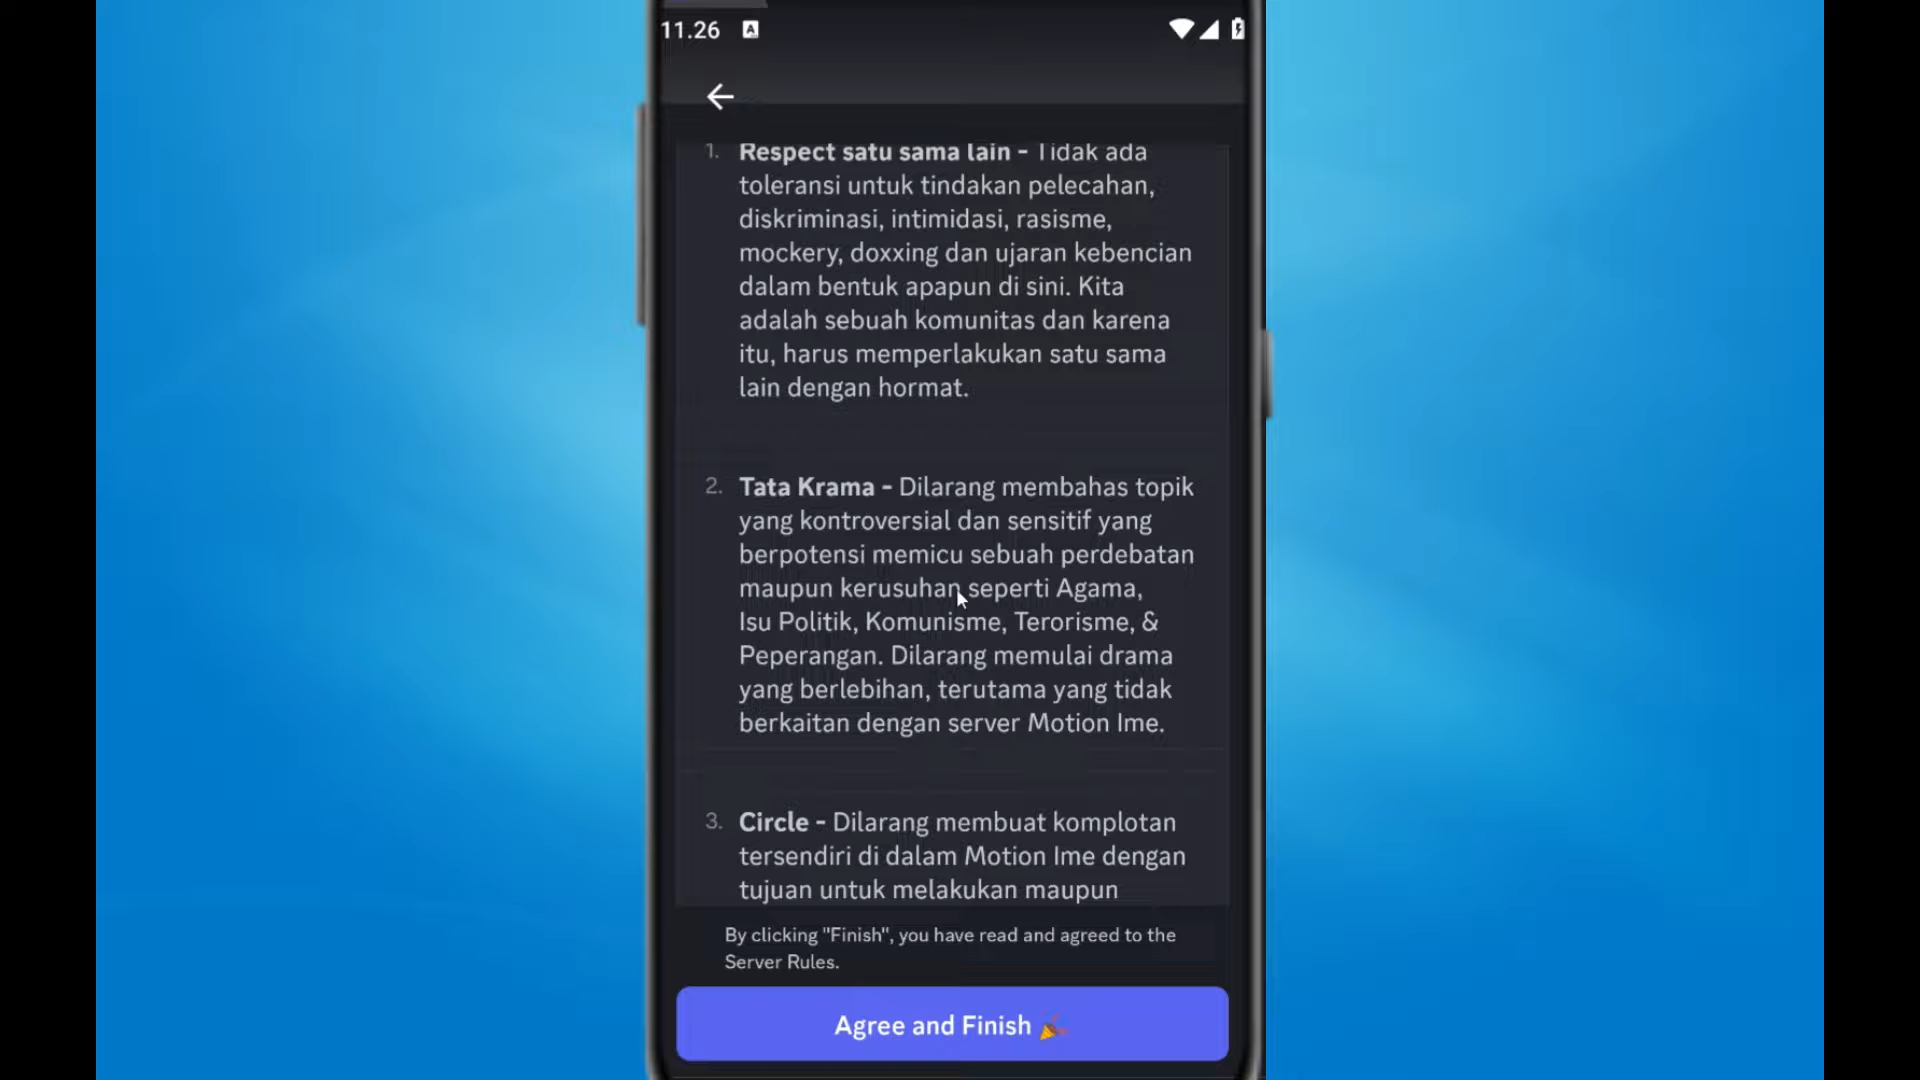 11.26
A
1. Respect satu sama lain - Tidak ada
toleransi untuk tindakan pelecahan,
diskriminasi, intimidasi, rasisme,
mockery, doxxing dan ujaran kebencian
dalam bentuk apapun di sini. Kita
adalah sebuah komunitas dan karena
itu, harus memperlakukan satu sama
lain dengan hormat.
2. Tata Krama - Dilarang membahas topik
yang kontroversial dan sensitif yang
berpotensi memicu sebuah perdebatan
maupun kerusuhan seperti Agama,
Isu Politik, Komunisme, Terorisme, &
Peperangan. Dilarang memulai drama
yang berlebihan, terutama yang tidak
berkaitan dengan server Motion Ime.
3. Circle - Dilarang membuat komplotan
tersendiri di dalam Motion Ime dengan
tujuan untuk melakukan maupun
By clicking "Finish", you have read and agreed to the
Server Rules.
Agree and Finish 🎉